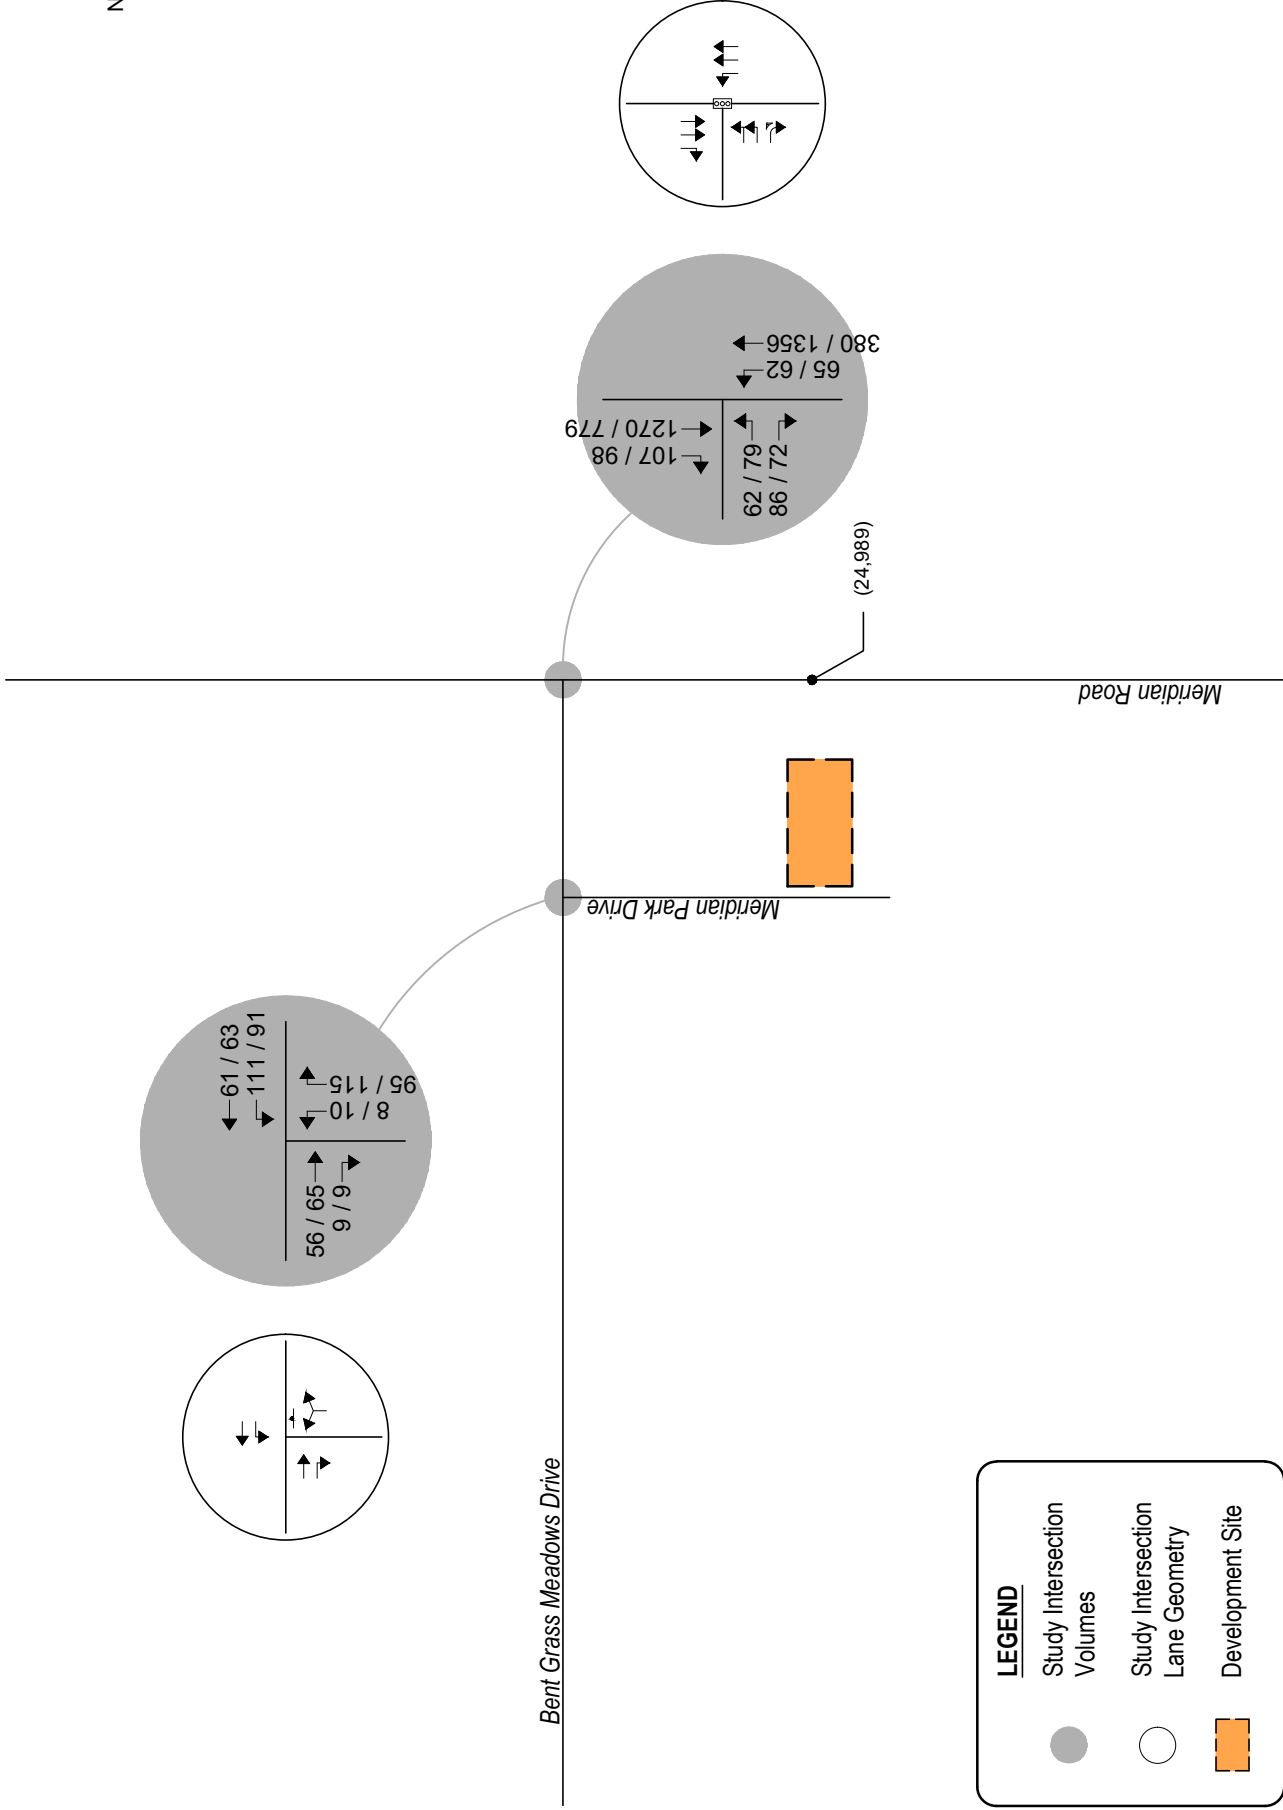 N
380 / 1356
65 / 62
1270 / 779
107 / 98
62 / 79
86 / 72
(24,989)
Meridian Road
Meridian Park Drive
61 / 63
111 / 91
95 / 115
8 / 10
56 / 65
9 / 9
Bent Grass Meadows Drive
LEGEND
Study Intersection
Volumes
Study Intersection
Lane Geometry
Development Site